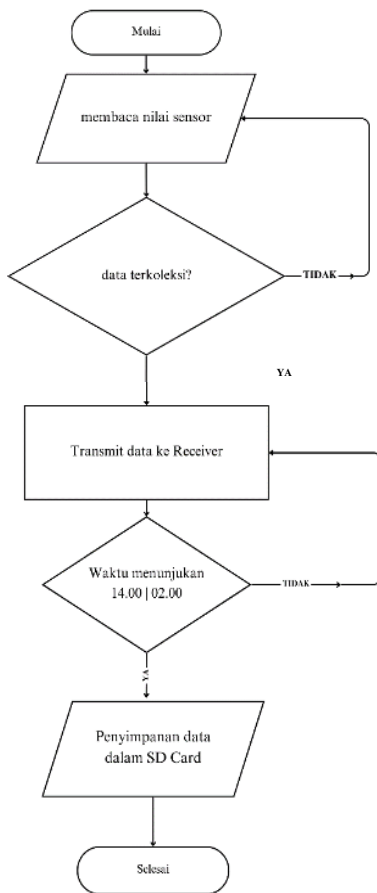 Mulai
membaca nilai sensor
data terkoleksi?
TIDAK
YA
Transmit data ke Receiver
Waktu menunjukan
14.00 | 02.00
TIDAK
YA
Penyimpanan data
dalam SD Card
Selesai